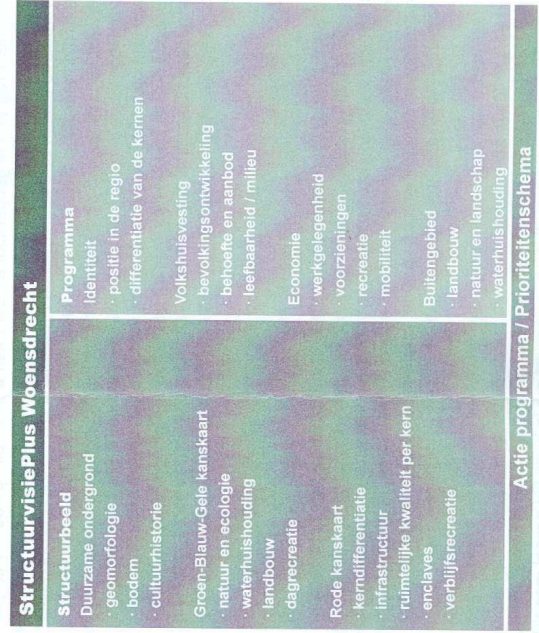 StructuurvisiePlus Woensdrecht
Structuurbeeld
Duurzame ondergrond
· geomorfologie
· bodem
· cultuurhistorie
Groen-Blauw-Gele kanskaart
· natuur en ecologie
· waterhuishouding
· landbouw
· dagrecreatie
Rode kanskaart
· kerndifferentiatie
· infrastructuur
· ruimtelijke kwaliteit per kern
· enclaves
· verblijfsrecreatie
Programma
Identiteit
· positie in de regio
· differentiatie van de kernen
Volkshuisvesting
· bevolkingsontwikkeling
· behoefte en aanbod
· leefbaarheid / milieu
Economie
· werkgelegenheid
· voorzieningen
· recreatie
· mobiliteit
Buitengebied
· landbouw
· natuur en landschap
· waterhuishouding
Actie programma / Prioriteitenschema